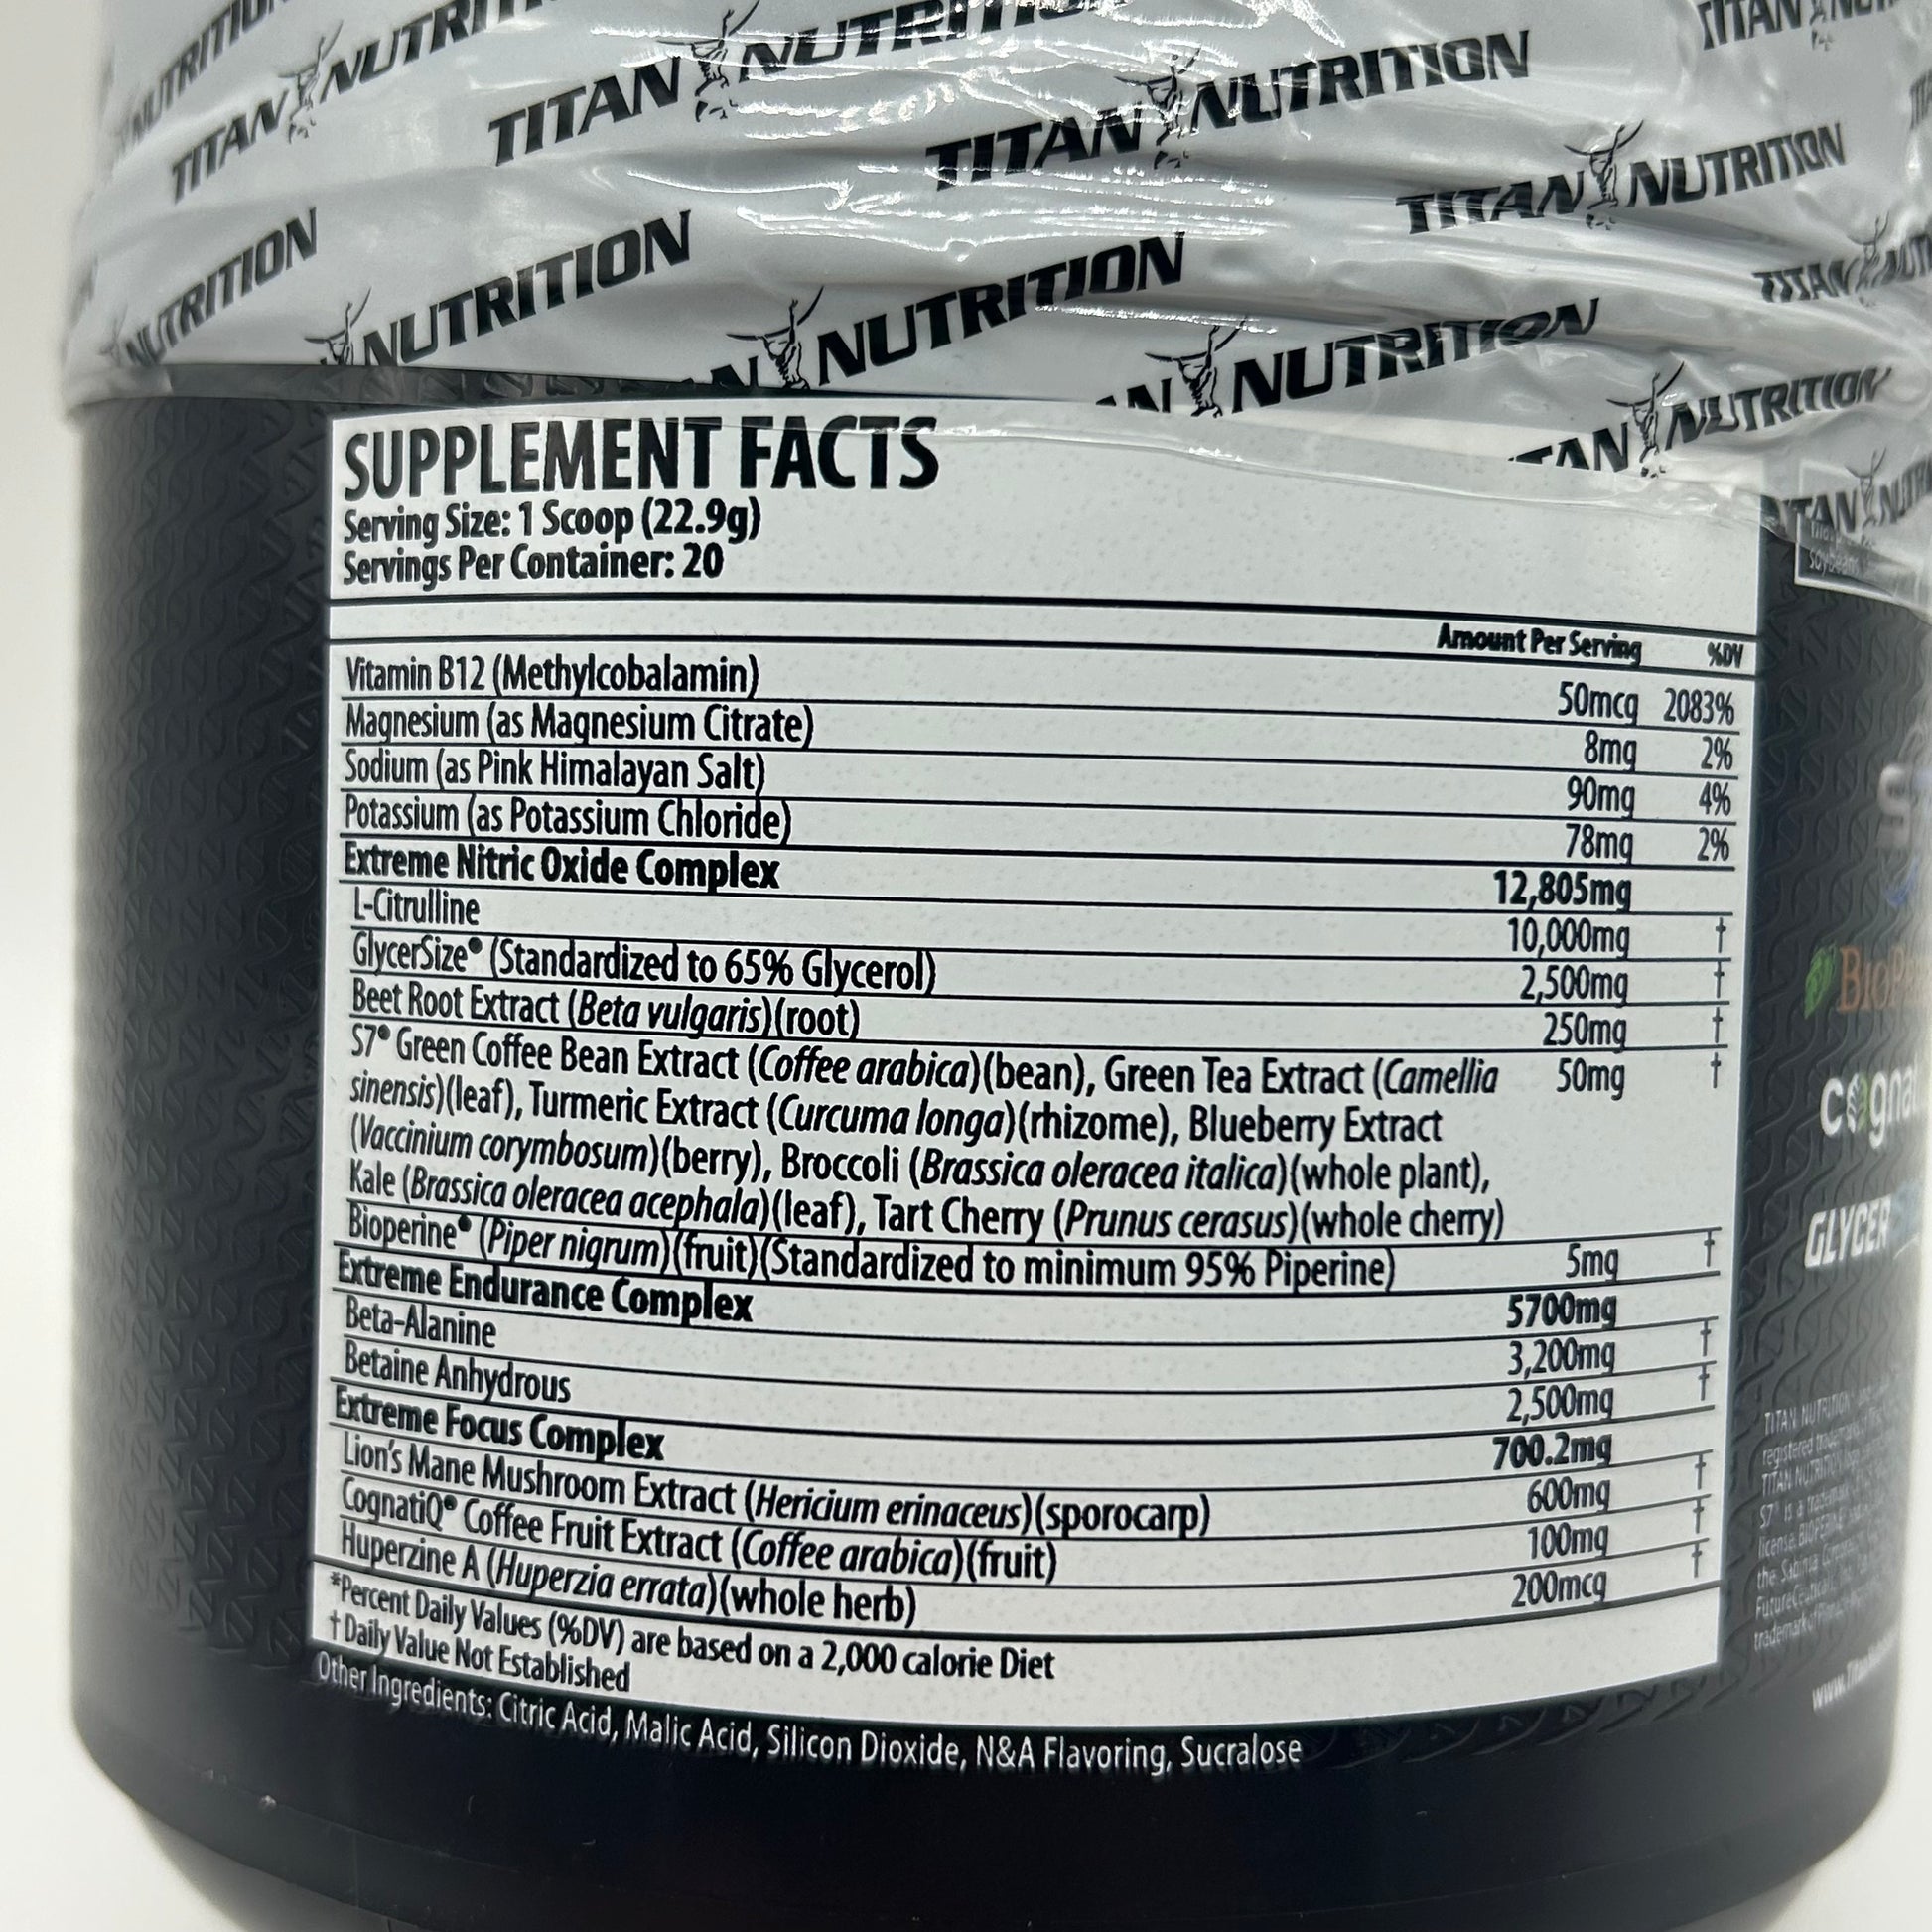 NUTRITION
TITAN NUTRITION
TITAN NUTRITION
TITAN NUTRITION
TITAN NUTRITION
NUTRITION
NUTRITION
NUTRITION
NUTRITION
NUTRITION
SUPPLEMENT FACTS
Serving Size: 1 Scoop (22.9g)
Servings Per Container: 20
Amount Per Serving %DV
Vitamin B12 (Methylcobalamin) 50mcg 2083%
Magnesium (as Magnesium Citrate) 8mg 2%
Sodium (as Pink Himalayan Salt) 90mg 4%
Potassium (as Potassium Chloride) 78mg 2%
Extreme Nitric Oxide Complex 12,805mg
L-Citrulline 10,000mg †
GlycerSize® (Standardized to 65% Glycerol) 2,500mg †
Beet Root Extract (Beta vulgaris)(root) 250mg †
S7® Green Coffee Bean Extract (Coffee arabica)(bean), Green Tea Extract (Camellia 50mg †
sinensis)(leaf), Turmeric Extract (Curcuma longa)(rhizome), Blueberry Extract
(Vaccinium corymbosum)(berry), Broccoli (Brassica oleracea italica)(whole plant),
Kale (Brassica oleracea acephala)(leaf), Tart Cherry (Prunus cerasus)(whole cherry)
Bioperine® (Piper nigrum)(fruit)(Standardized to minimum 95% Piperine) 5mg †
Extreme Endurance Complex 5700mg
Beta-Alanine 3,200mg †
Betaine Anhydrous 2,500mg †
Extreme Focus Complex 700.2mg
Lion's Mane Mushroom Extract (Hericium erinaceus)(sporocarp) 600mg †
CognatiQ® Coffee Fruit Extract (Coffee arabica)(fruit) 100mg †
Huperzine A (Huperzia errata)(whole herb) 200mcg †
*Percent Daily Values (%DV) are based on a 2,000 calorie Diet
†Daily Value Not Established
Other Ingredients: Citric Acid, Malic Acid, Silicon Dioxide, N&A Flavoring, Sucralose
GLYCER
TITAN NUTRITION
registered
TITAN NUTRITION
S7® is a
license.